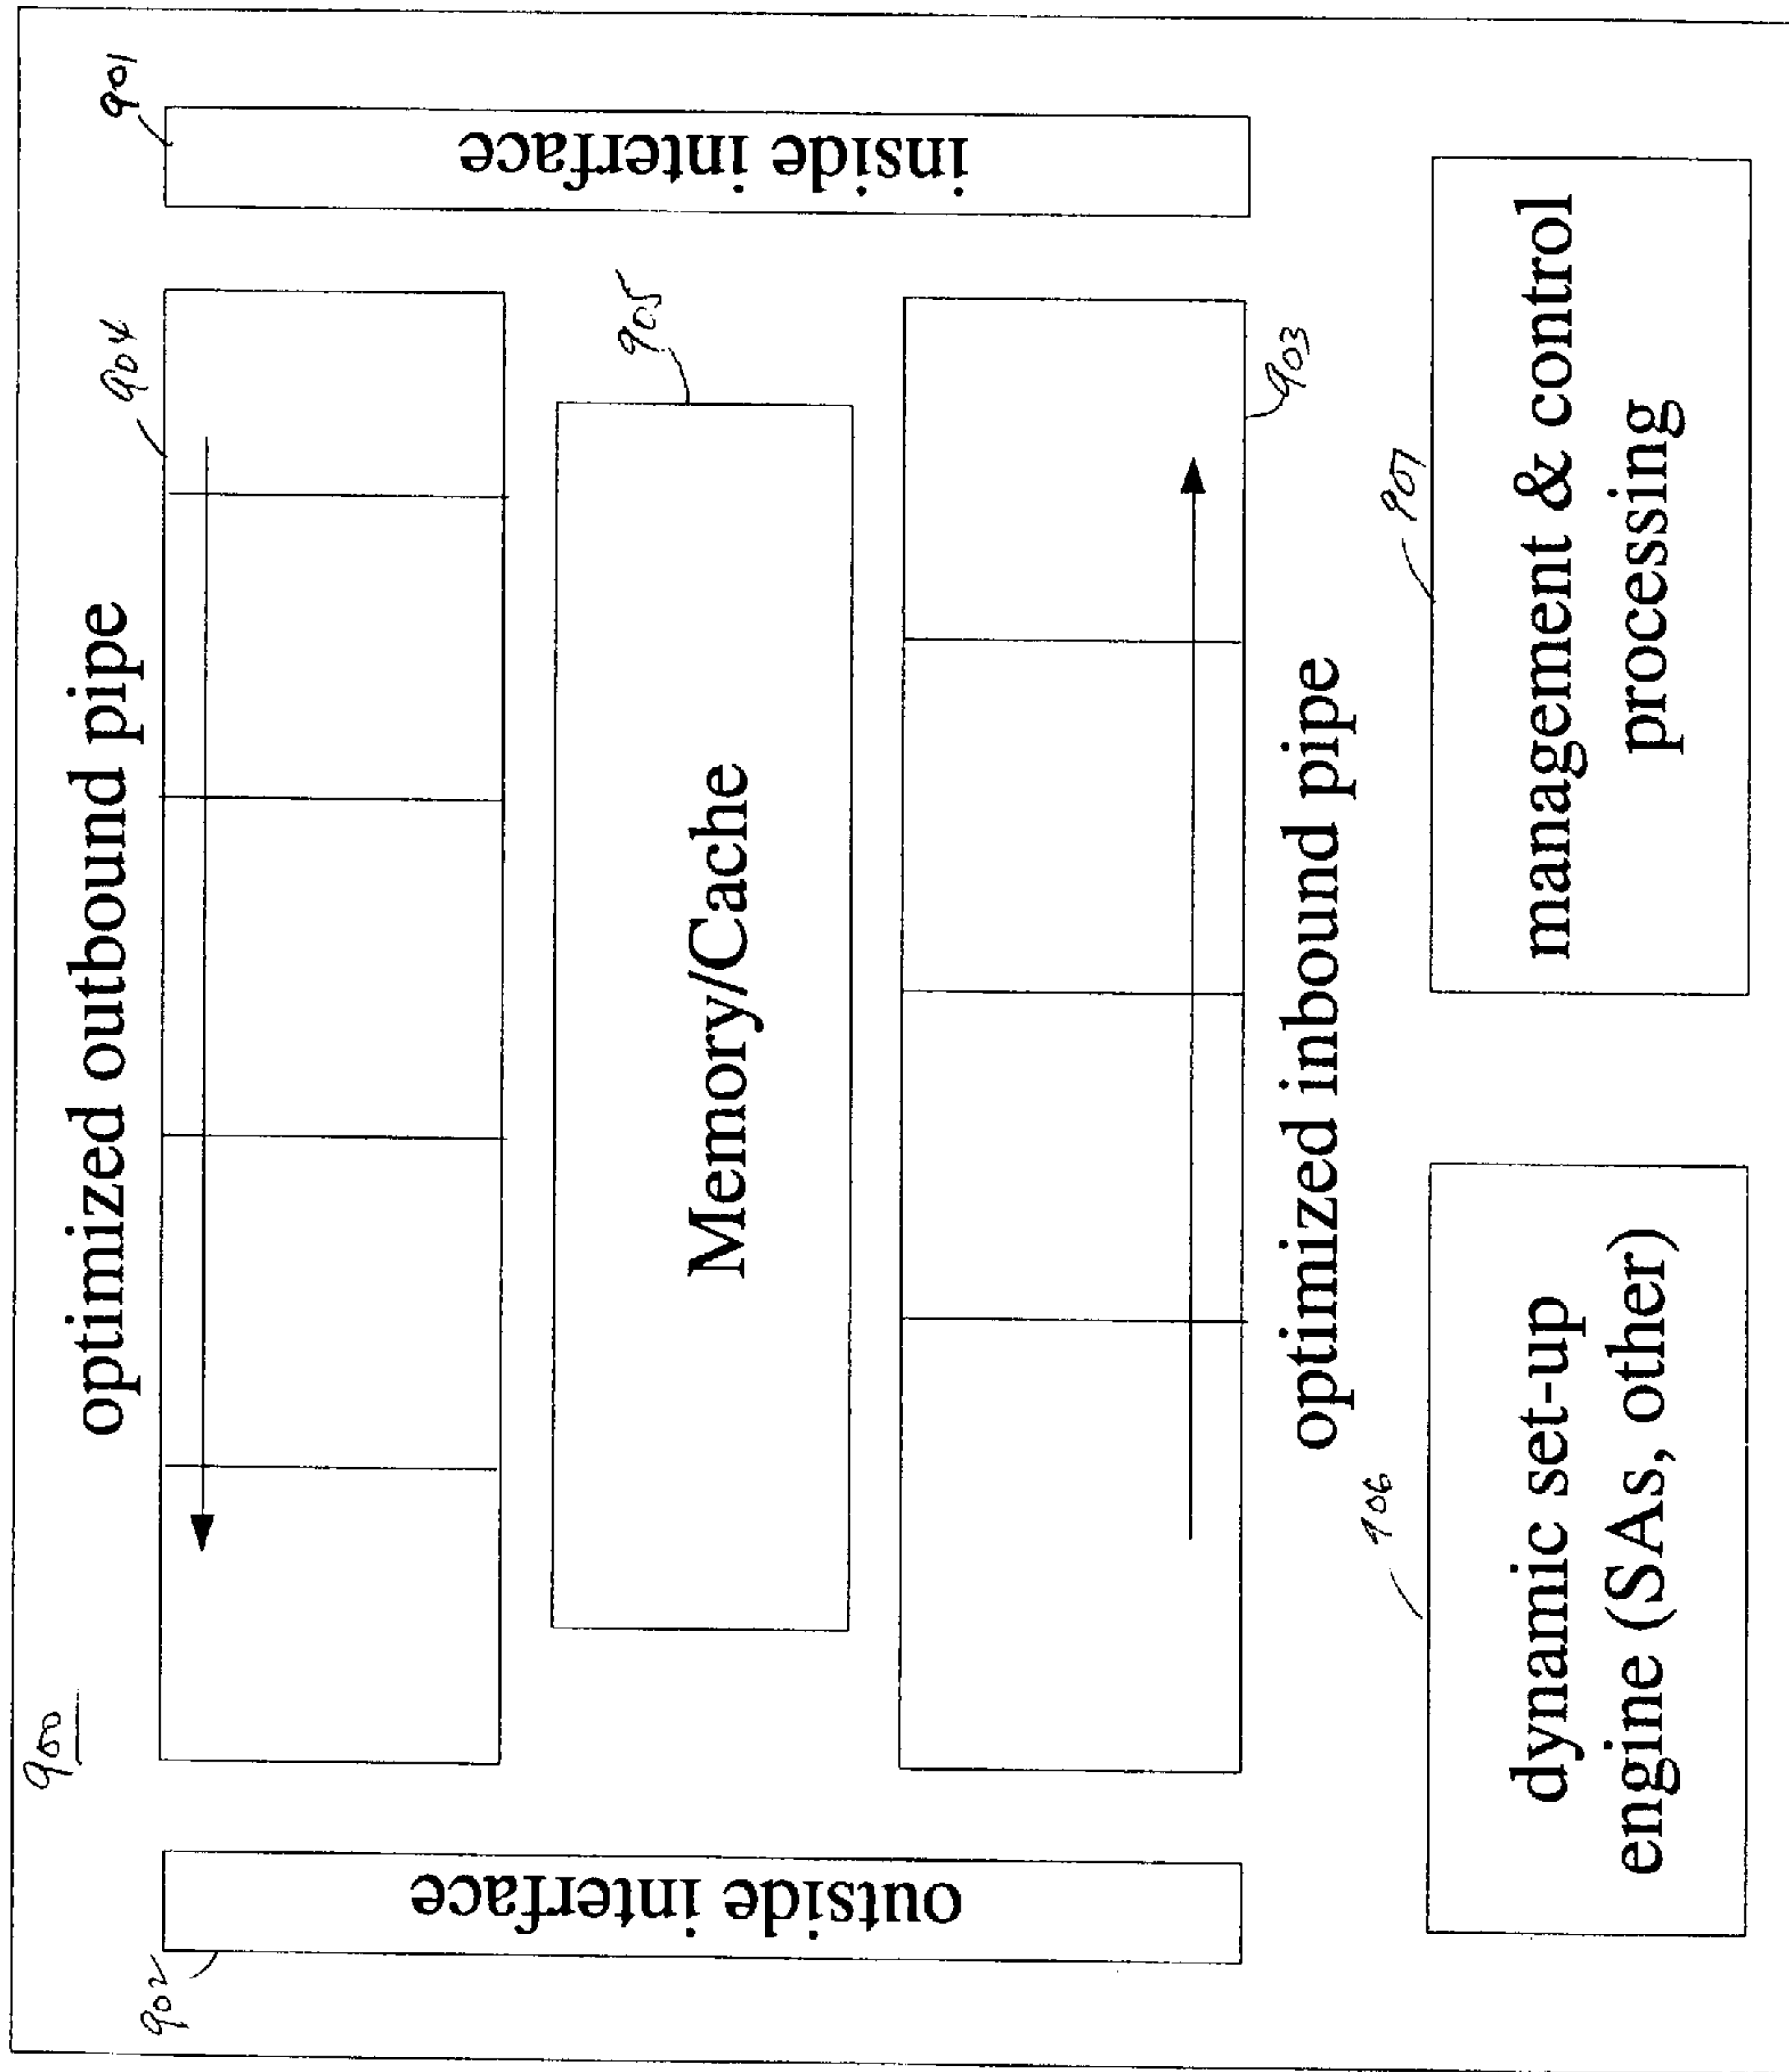 900
optimized outbound pipe
904
901
902
outside interface
Memory/Cache
905
inside interface
903
optimized inbound pipe
906
dynamic set-up
engine (SAs, other)
907
management & control
processing